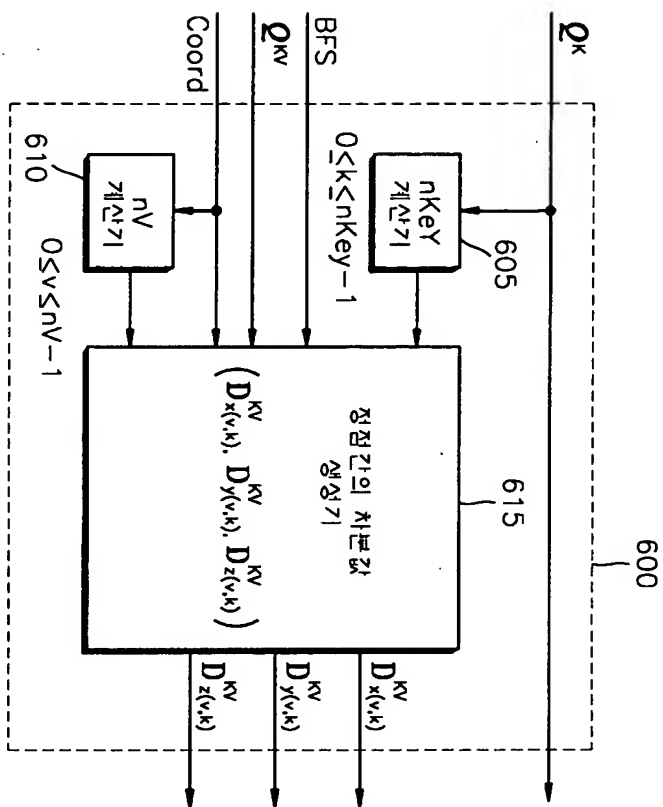 600
Q^K
615
605
nKeY
계산기
0≤k≤nKey-1
정점간의 차분값
생성기
BFS
Q^KV
Coord
(D^KV_x(v,k), D^KV_y(v,k), D^KV_z(v,k))
D^KV_x(v,k)
D^KV_y(v,k)
D^KV_z(v,k)
nV
계산기
610
0≤v≤nV-1